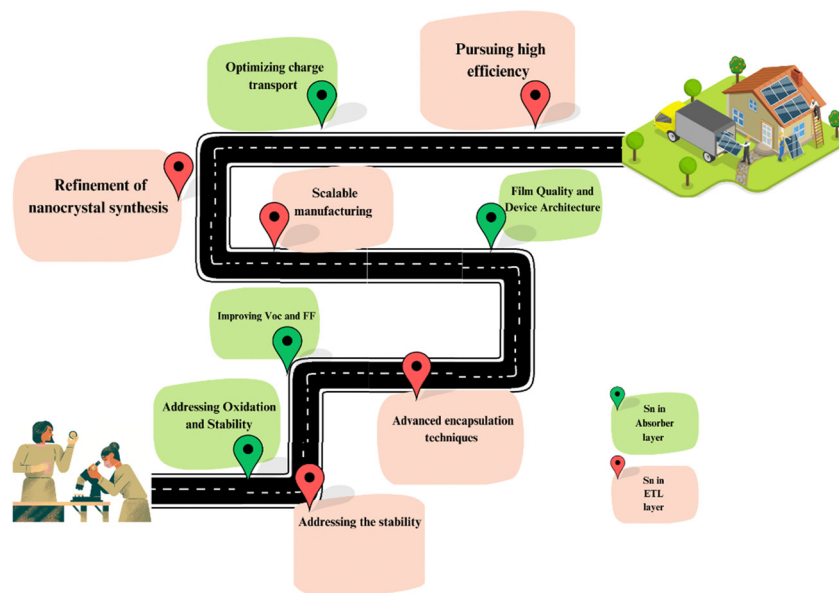 Optimizing charge
transport
Pursuing high
efficiency
Refinement of
nanocrystal synthesis
Scalable
manufacturing
Film Quality and
Device Architecture
Improving Voc and FF
Addressing Oxidation
and Stability
Advanced encapsulation
techniques
Addressing the stability
Sn in
Absorber
layer
Sn in
ETL
layer